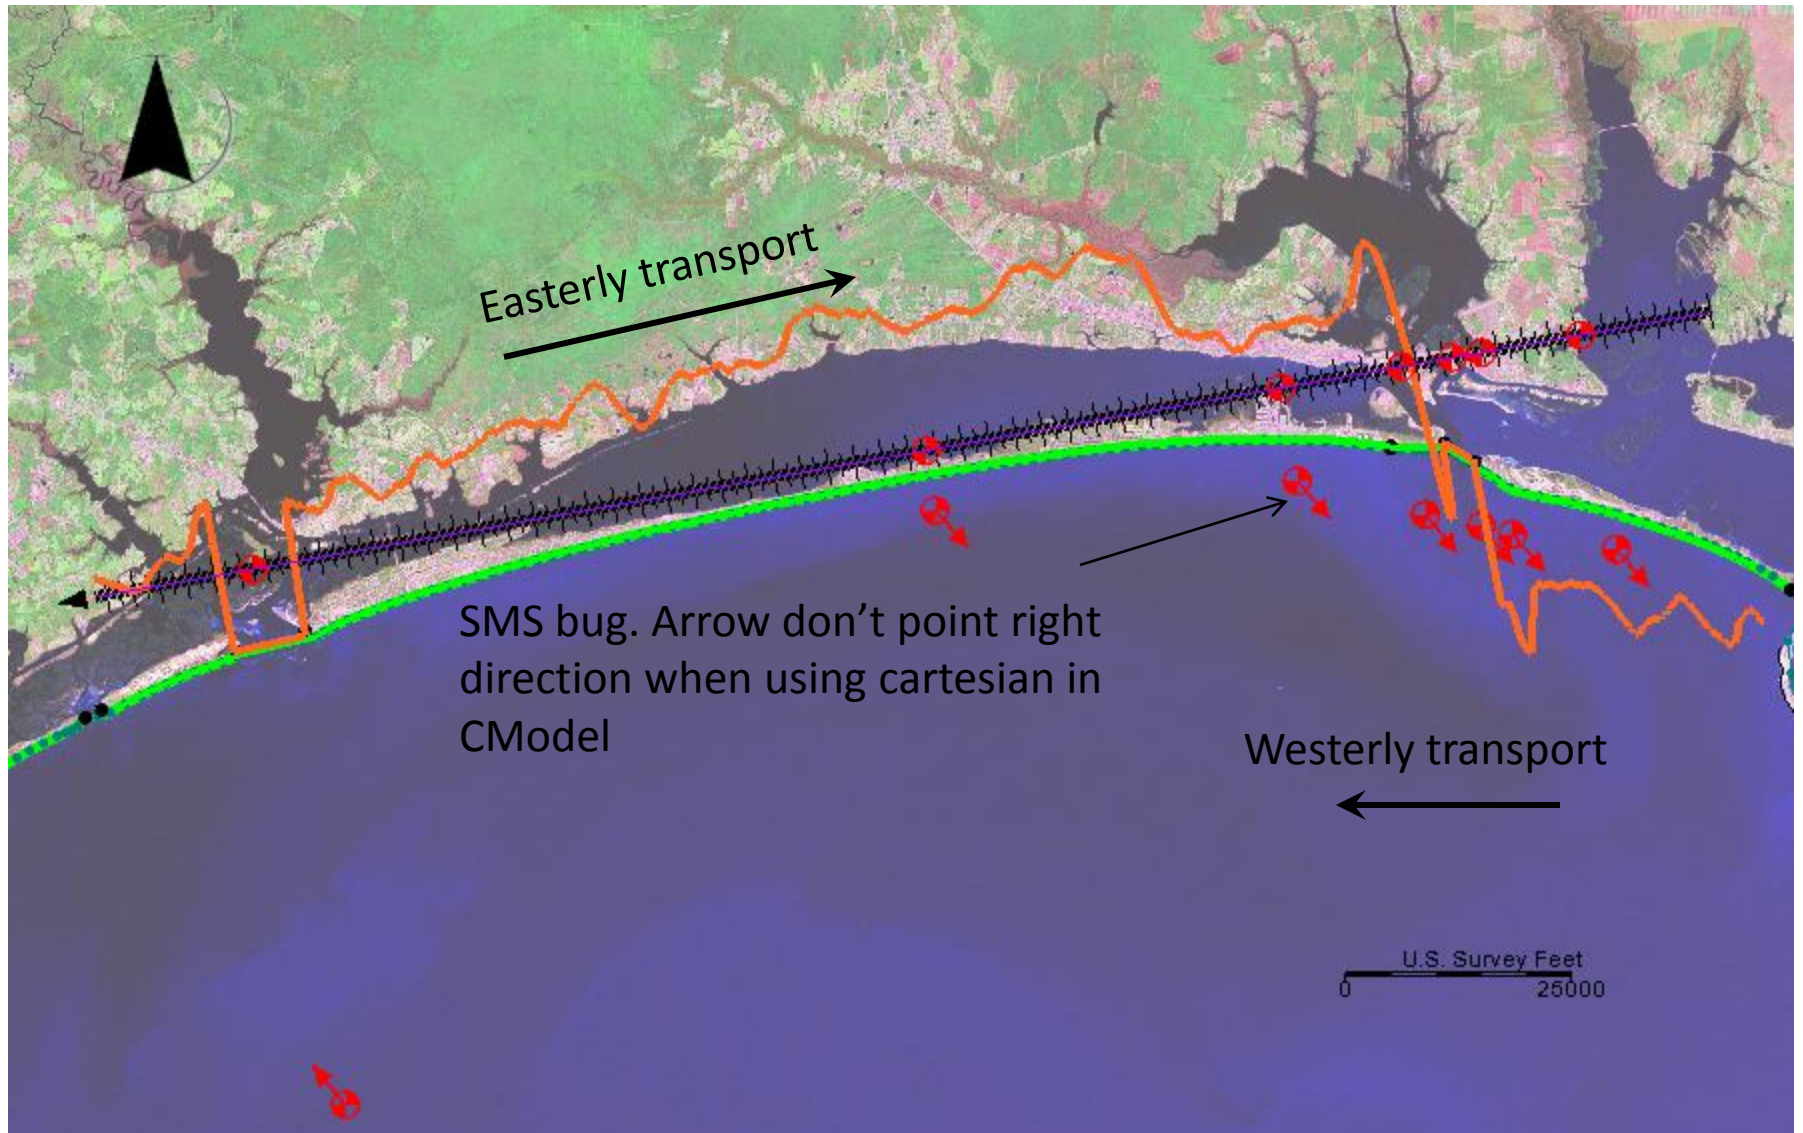 Easterly transport
SMS bug. Arrow don’t point right
direction when using cartesian in
CModel
Westerly transport
U.S. Survey Feet
0 25000